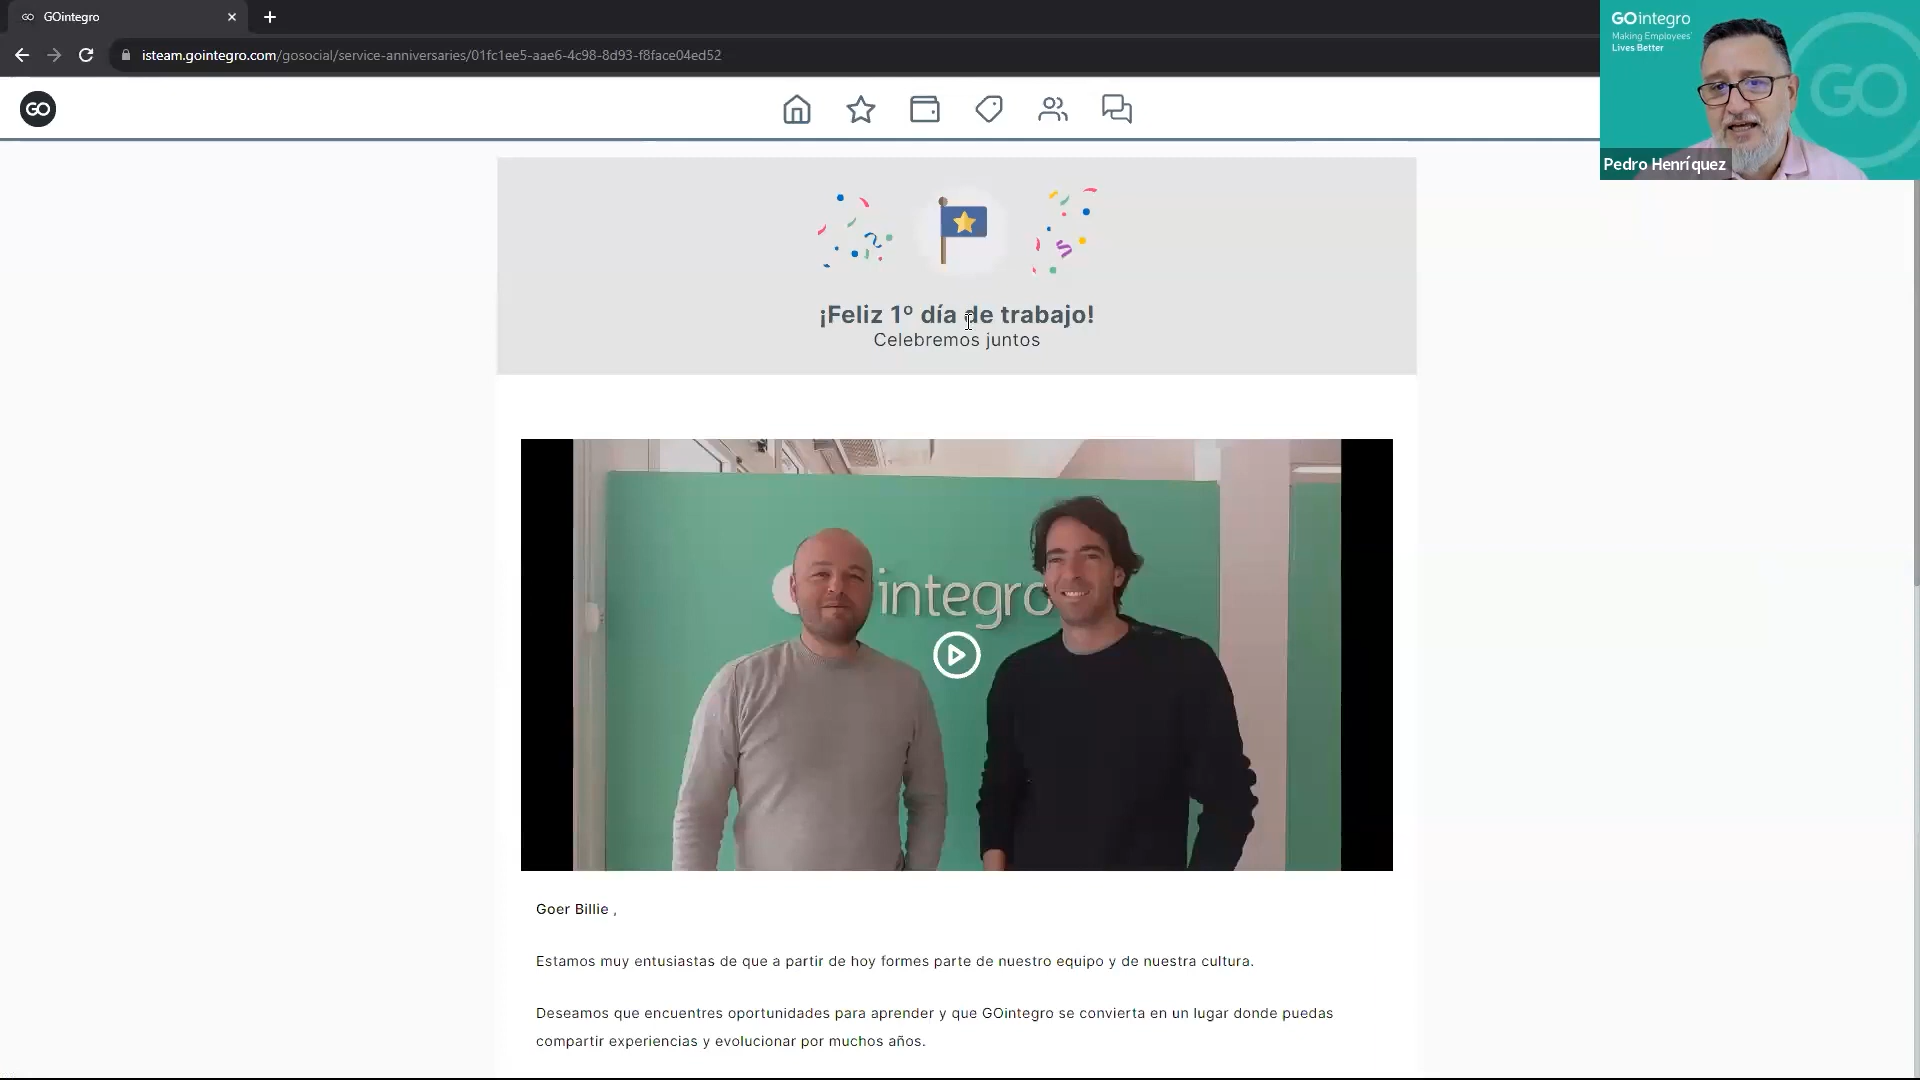 GOintegro
isteam.gointegro.com/gosocial/service-anniversaries/01fc1ee5-aae6-4c98-8d93-f8face04ed52
GOintegro
Making Employees'
Lives Better
GO
Pedro Henríquez
GO
¡Feliz 1º día de trabajo!
Celebremos juntos
integro
Goer Billie ,
Estamos muy entusiastas de que a partir de hoy formes parte de nuestro equipo y de nuestra cultura.
Deseamos que encuentres oportunidades para aprender y que GOintegro se convierta en un lugar donde puedas
compartir experiencias y evolucionar por muchos años.